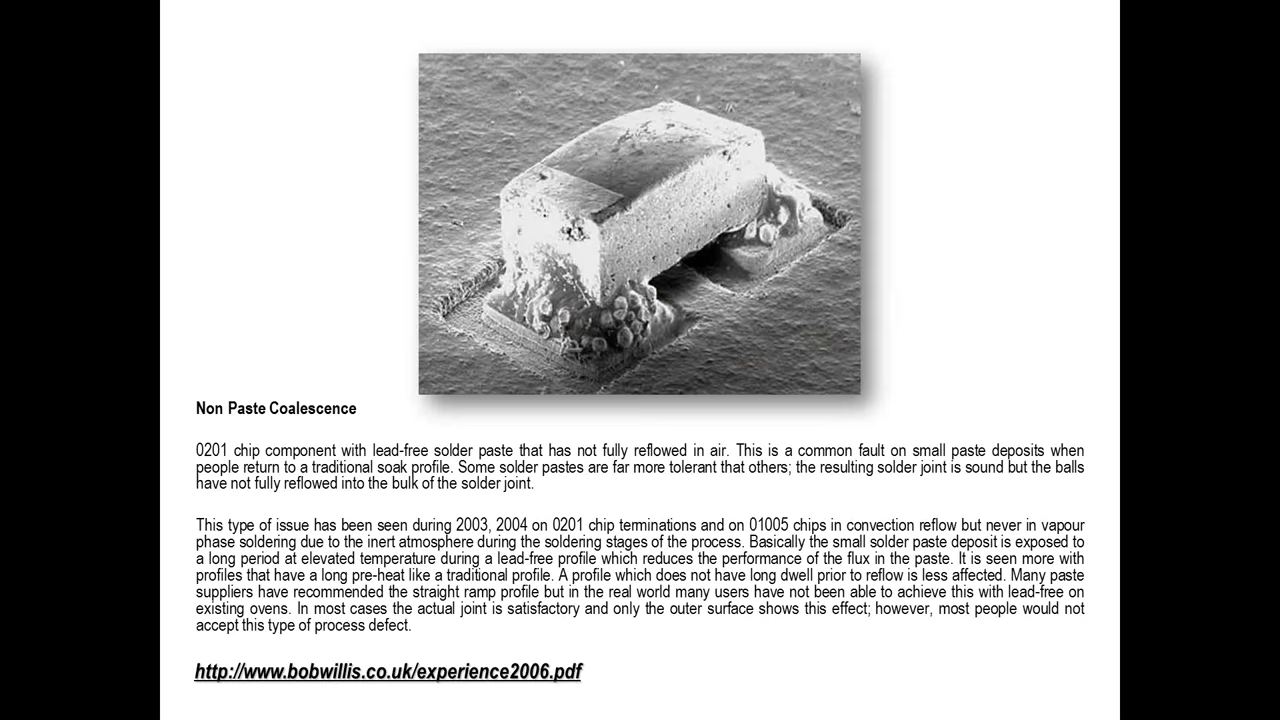 Non Paste Coalescence
0201 chip component with lead-free solder paste that has not fully reflowed in air. This is a common fault on small paste deposits when
people return to a traditional soak profile. Some solder pastes are far more tolerant that others; the resulting solder joint is sound but the balls
have not fully reflowed into the bulk of the solder joint.
This type of issue has been seen during 2003, 2004 on 0201 chip terminations and on 01005 chips in convection reflow but never in vapour
phase soldering due to the inert atmosphere during the soldering stages of the process. Basically the small solder paste deposit is exposed to
a long period at elevated temperature during a lead-free profile which reduces the performance of the flux in the paste. It is seen more with
profiles that have a long pre-heat like a traditional profile. A profile which does not have long dwell prior to reflow is less affected. Many paste
suppliers have recommended the straight ramp profile but in the real world many users have not been able to achieve this with lead-free on
existing ovens. In most cases the actual joint is satisfactory and only the outer surface shows this effect; however, most people would not
accept this type of process defect.
http://www.bobwillis.co.uk/experience2006.pdf